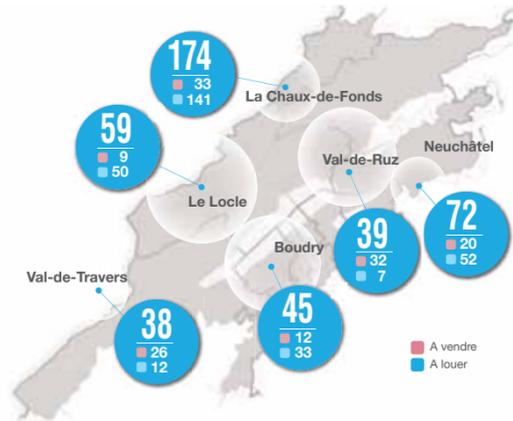 174
33
141
La Chaux-de-Fonds
59
9
50
Le Locle
Val-de-Ruz
39
32
7
Neuchâtel
72
20
52
Boudry
45
12
33
Val-de-Travers
38
26
12
A vendre
A louer